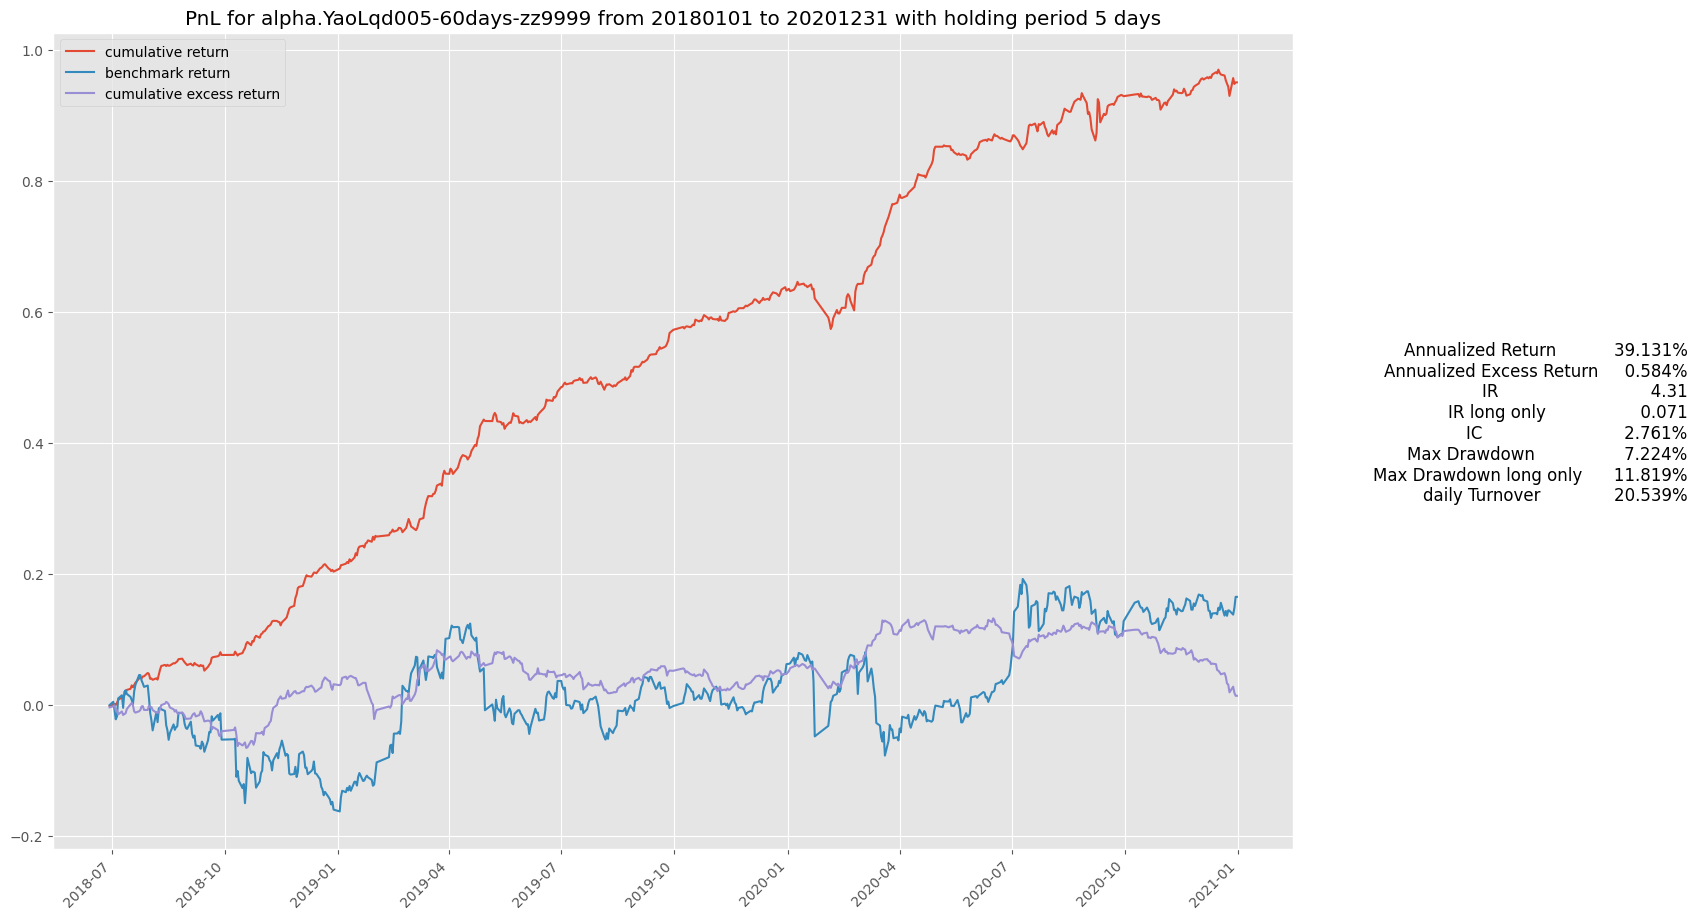 PnL for alpha.YaoLqd005-60days-zz9999 from 20180101 to 20201231 with holding period 5 days
cumulative return
benchmark return
cumulative excess return
1.0
0.8
0.6
0.4
0.2
0.0
−0.2
2018-07
2018-10
2019-01
2019-04
2019-07
2019-10
2020-01
2020-04
2020-07
2020-10
2021-01
Annualized Return 39.131%
Annualized Excess Return 0.584%
IR 4.31
IR long only 0.071
IC 2.761%
Max Drawdown 7.224%
Max Drawdown long only 11.819%
daily Turnover 20.539%